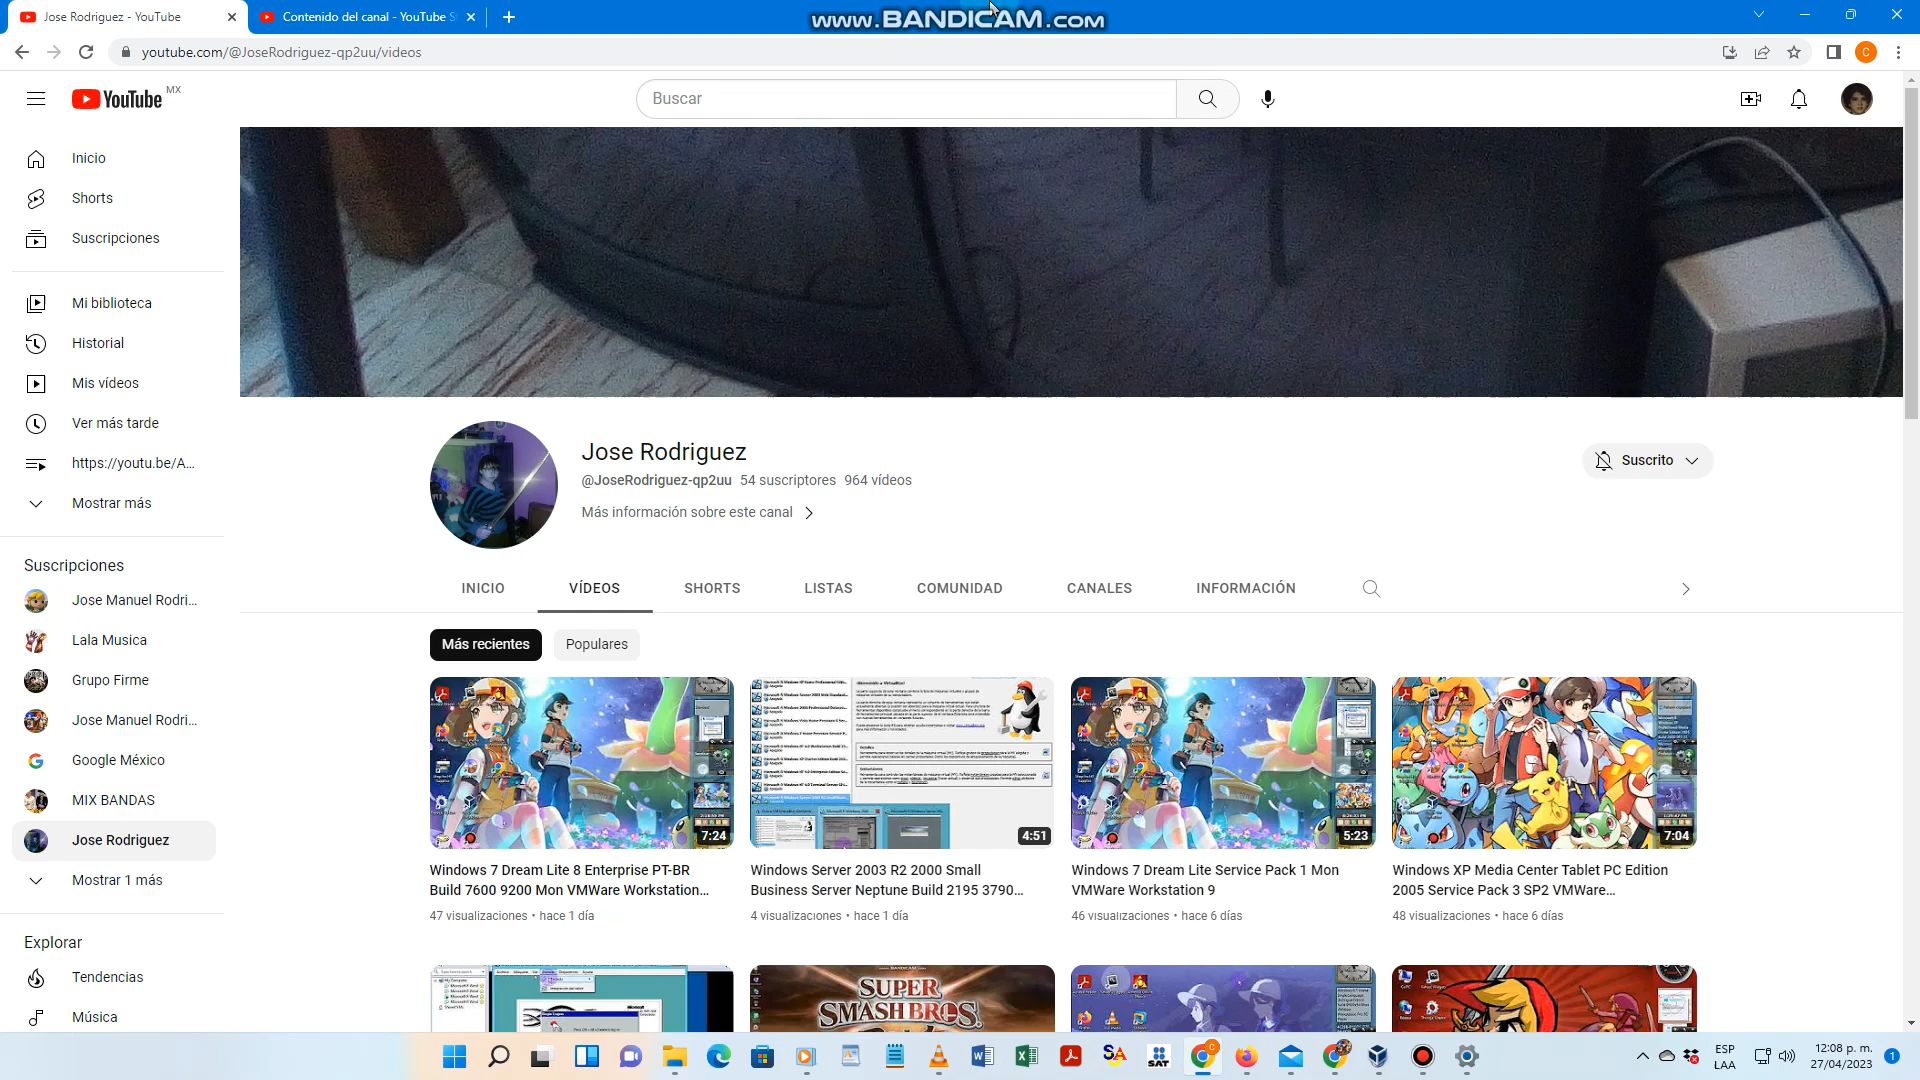 Jose Rodriguez - YouTube
Contenido del canal - YouTube S
www.BANDICAM.com
youtube.com/@JoseRodriguez-qp2uu/videos
C
YouTube MX
Buscar
Inicio
Shorts
Suscripciones
Mi biblioteca
Historial
Mis vídeos
Ver más tarde
https://youtu.be/A...
Mostrar más
Suscripciones
Jose Manuel Rodri...
Lala Musica
Grupo Firme
Jose Manuel Rodri...
Google México
MIX BANDAS
Jose Rodriguez
Mostrar 1 más
Explorar
Tendencias
Música
Jose Rodriguez
@JoseRodriguez-qp2uu 54 suscriptores 964 vídeos
Más información sobre este canal
Suscrito
INICIO VÍDEOS SHORTS LISTAS COMUNIDAD CANALES INFORMACIÓN
Más recientes Populares
7:24
4:51
5:23
7:04
Windows 7 Dream Lite 8 Enterprise PT-BR
Build 7600 9200 Mon VMWare Workstation...
47 visualizaciones • hace 1 día
Windows Server 2003 R2 2000 Small
Business Server Neptune Build 2195 3790...
4 visualizaciones • hace 1 día
Windows 7 Dream Lite Service Pack 1 Mon
VMWare Workstation 9
46 visualizaciones • hace 6 días
Windows XP Media Center Tablet PC Edition
2005 Service Pack 3 SP2 VMWare...
48 visualizaciones • hace 6 días
SUPER
SMASH BROS.
SAT
ESP
LAA
12:08 p. m.
27/04/2023
1